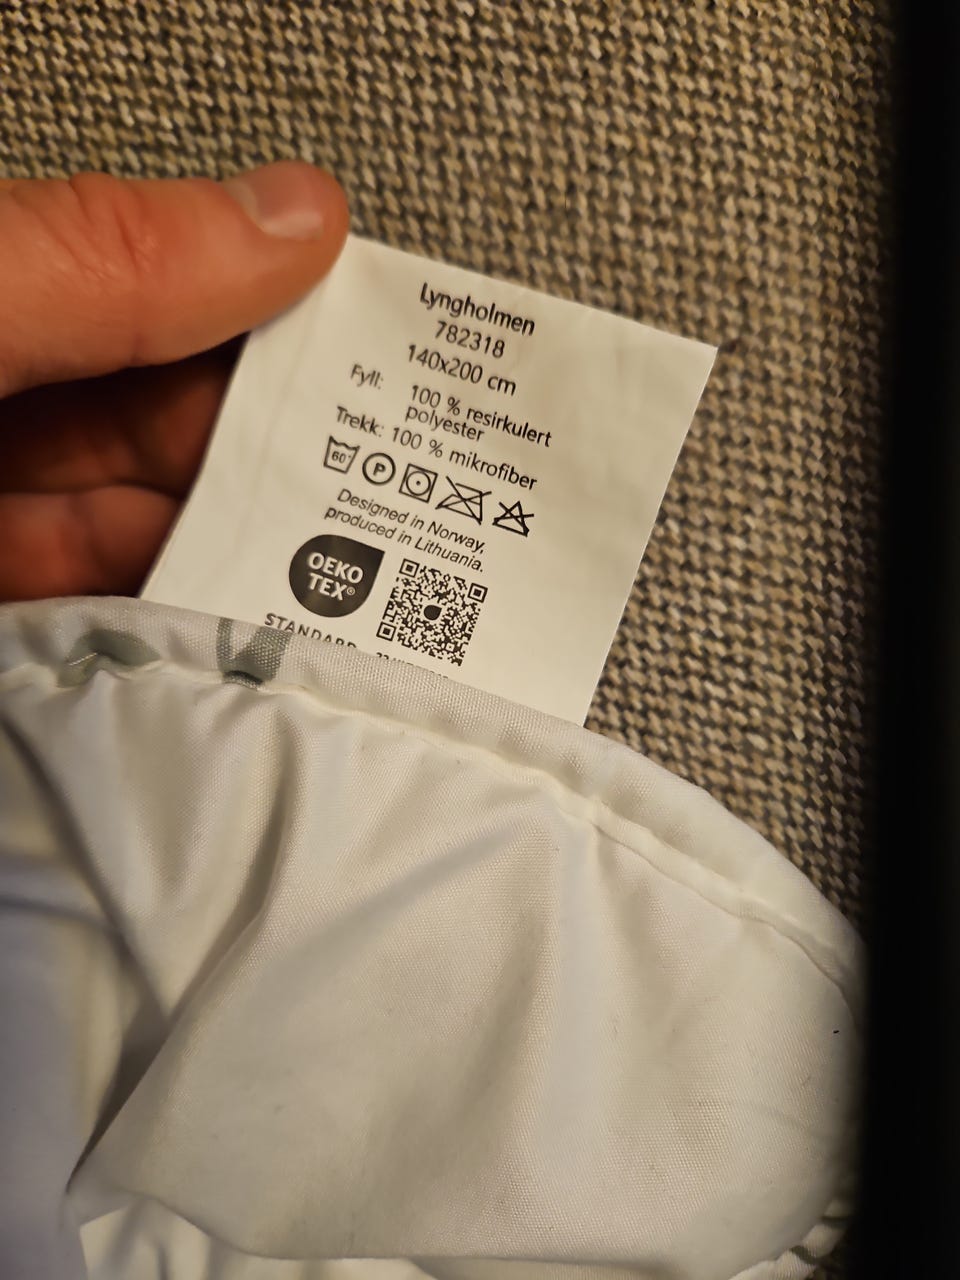 Lyngholmen
782318
140x200 cm
Fyll: 100 % resirkulert
polyester
Trekk: 100 % mikrofiber
60°
P
Designed in Norway,
produced in Lithuania.
OEKO
TEX®
STANDARD